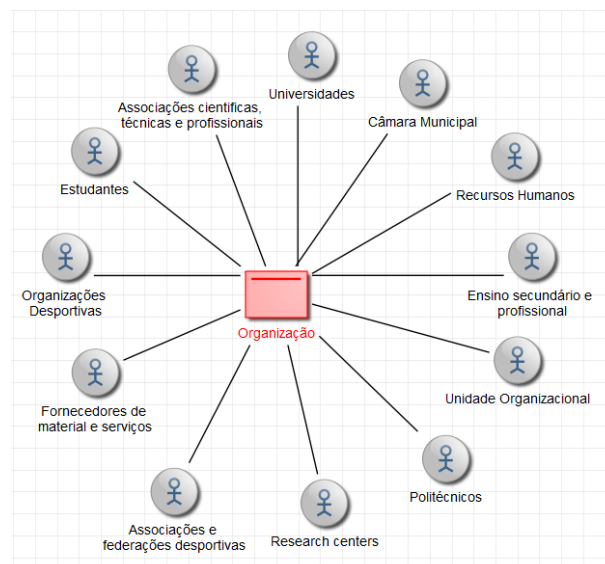 Universidades
Associações cientificas,
técnicas e profissionais
Câmara Municipal
Estudantes
Recursos Humanos
Organizações
Desportivas
Ensino secundário e
profissional
Organização
Fornecedores de
material e serviços
Unidade Organizacional
Politécnicos
Associações e
federações desportivas
Research centers